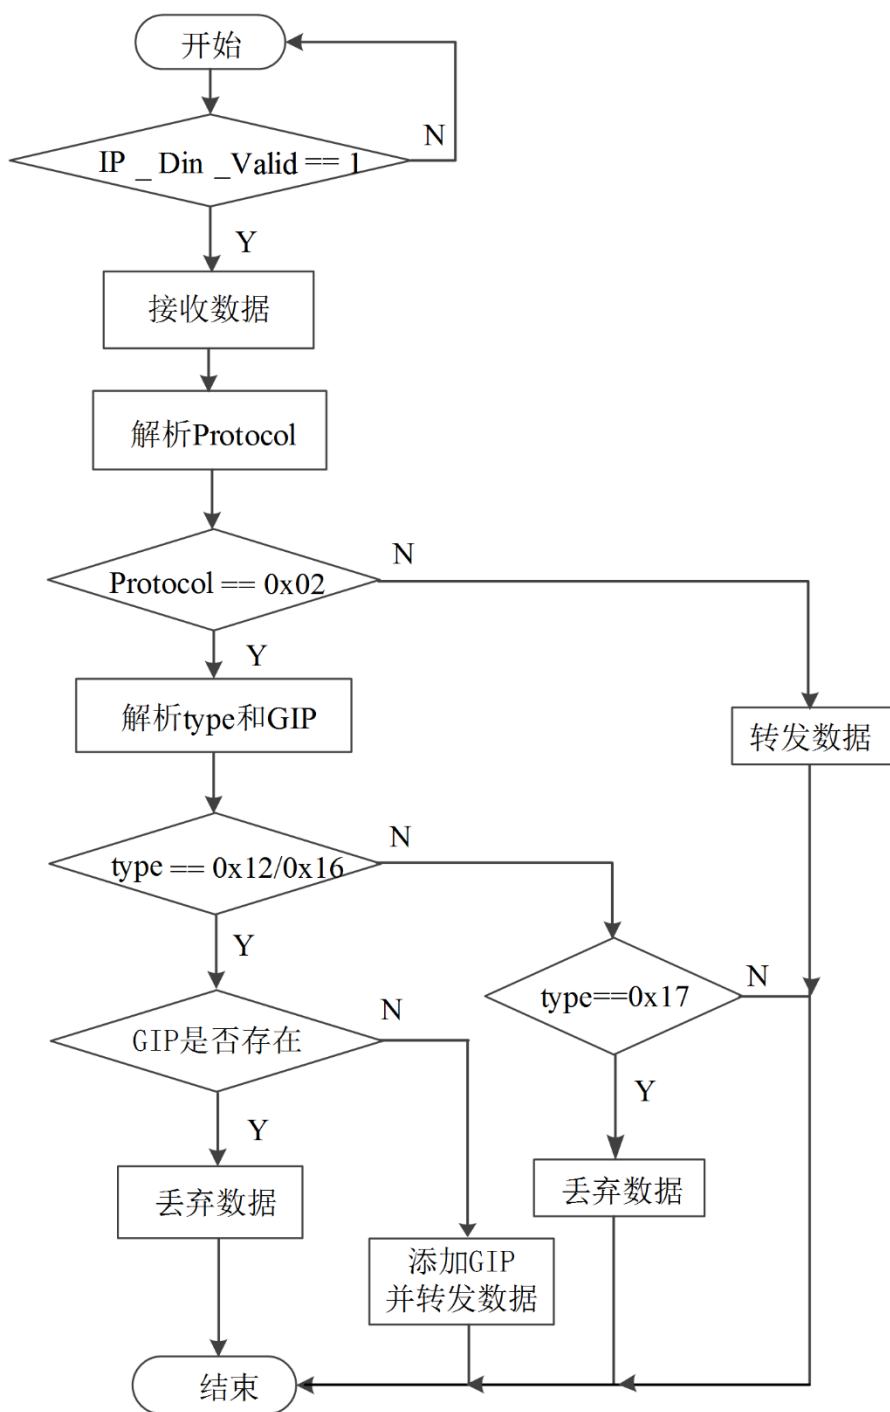 开始
N
IP _ Din _Valid == 1
Y
接收数据
解析Protocol
N
Protocol == 0x02
Y
解析type和GIP
转发数据
N
type == 0x12/0x16
Y
N
type==0x17
N
GIP是否存在
Y
Y
丢弃数据
丢弃数据
添加GIP
并转发数据
结束